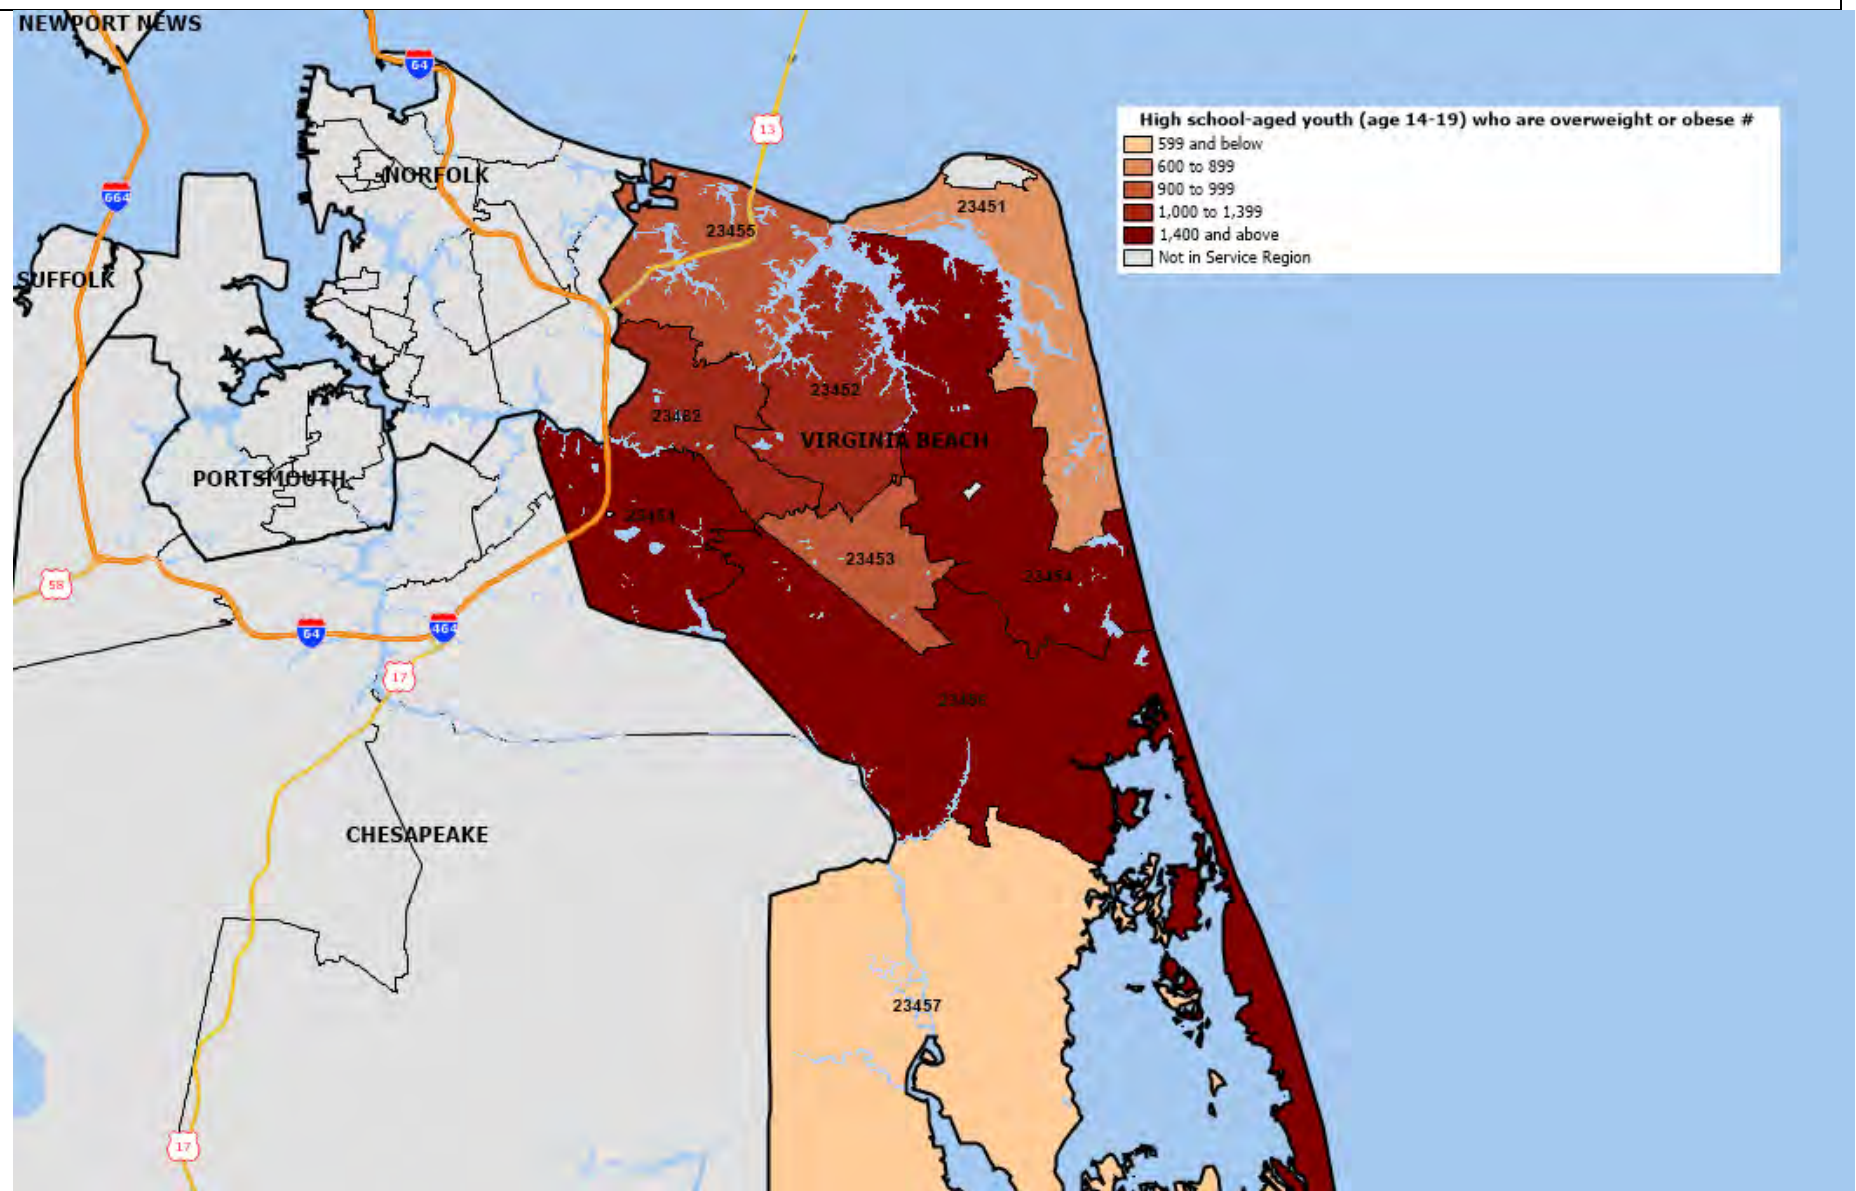 NEWPORT NEWS
64
13
High school-aged youth (age 14-19) who are overweight or obese #
599 and below
600 to 899
900 to 999
1,000 to 1,399
1,400 and above
Not in Service Region
NORFOLK
664
23451
23455
SUFFOLK
23452
23462
VIRGINIA BEACH
PORTSMOUTH
23453
23454
58
64
464
17
CHESAPEAKE
23457
17